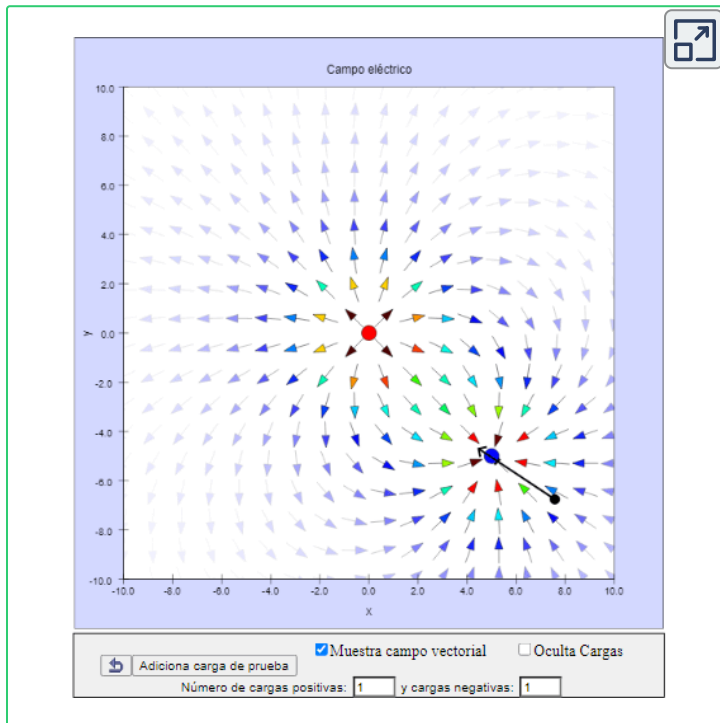 Campo eléctrico
10.0
8.0
6.0
4.0
2.0
0.0
-2.0
-4.0
-6.0
-8.0
-10.0
y
-10.0 -8.0 -6.0 -4.0 -2.0 0.0 2.0 4.0 6.0 8.0 10.0
x
Muestra campo vectorial Oculta Cargas
Adiciona carga de prueba
Número de cargas positivas: 1 y cargas negativas: 1